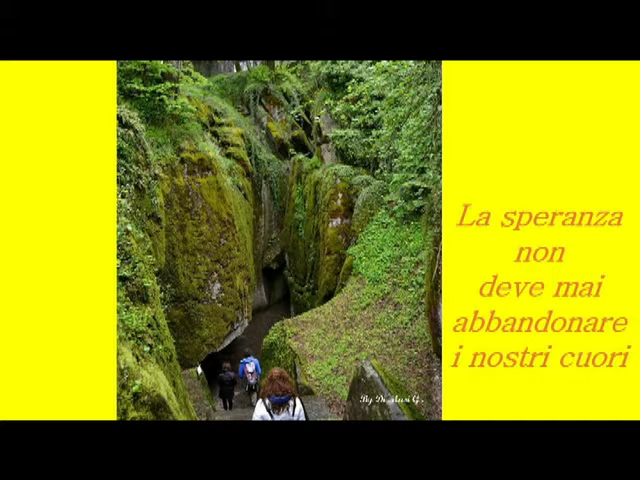 La speranza
non
deve mai
abbandonare
i nostri cuori